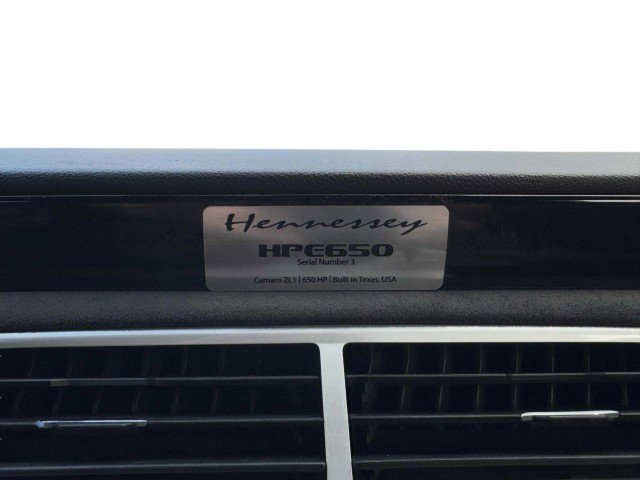 Hennessey
HPE650
Serial Number 3
Camaro ZL1 | 650 HP | Built in Texas, USA